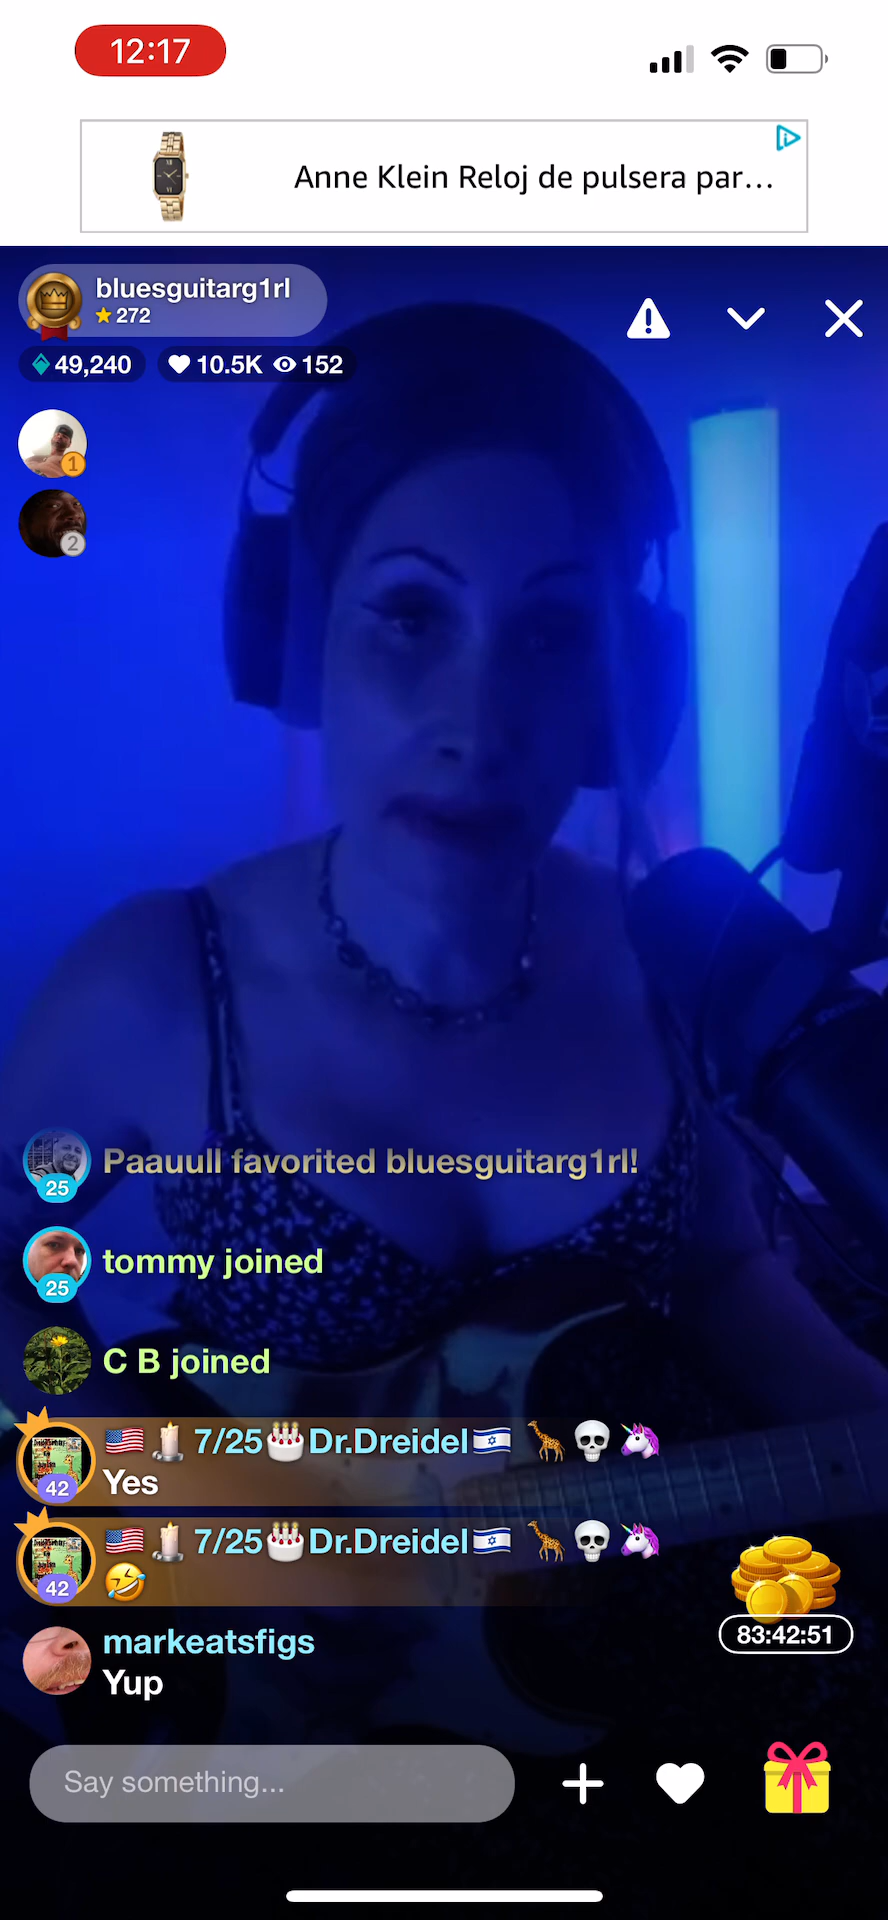 12:17
Anne Klein Reloj de pulsera par...
bluesguitarg1rl
272
49,240 10.5K 152
1
2
Paauull favorited bluesguitarg1rl!
25
tommy joined
25
C B joined
7/25 Dr.Dreidel
Yes
42
7/25 Dr.Dreidel
42
83:42:51
markeatsfigs
Yup
Say something...